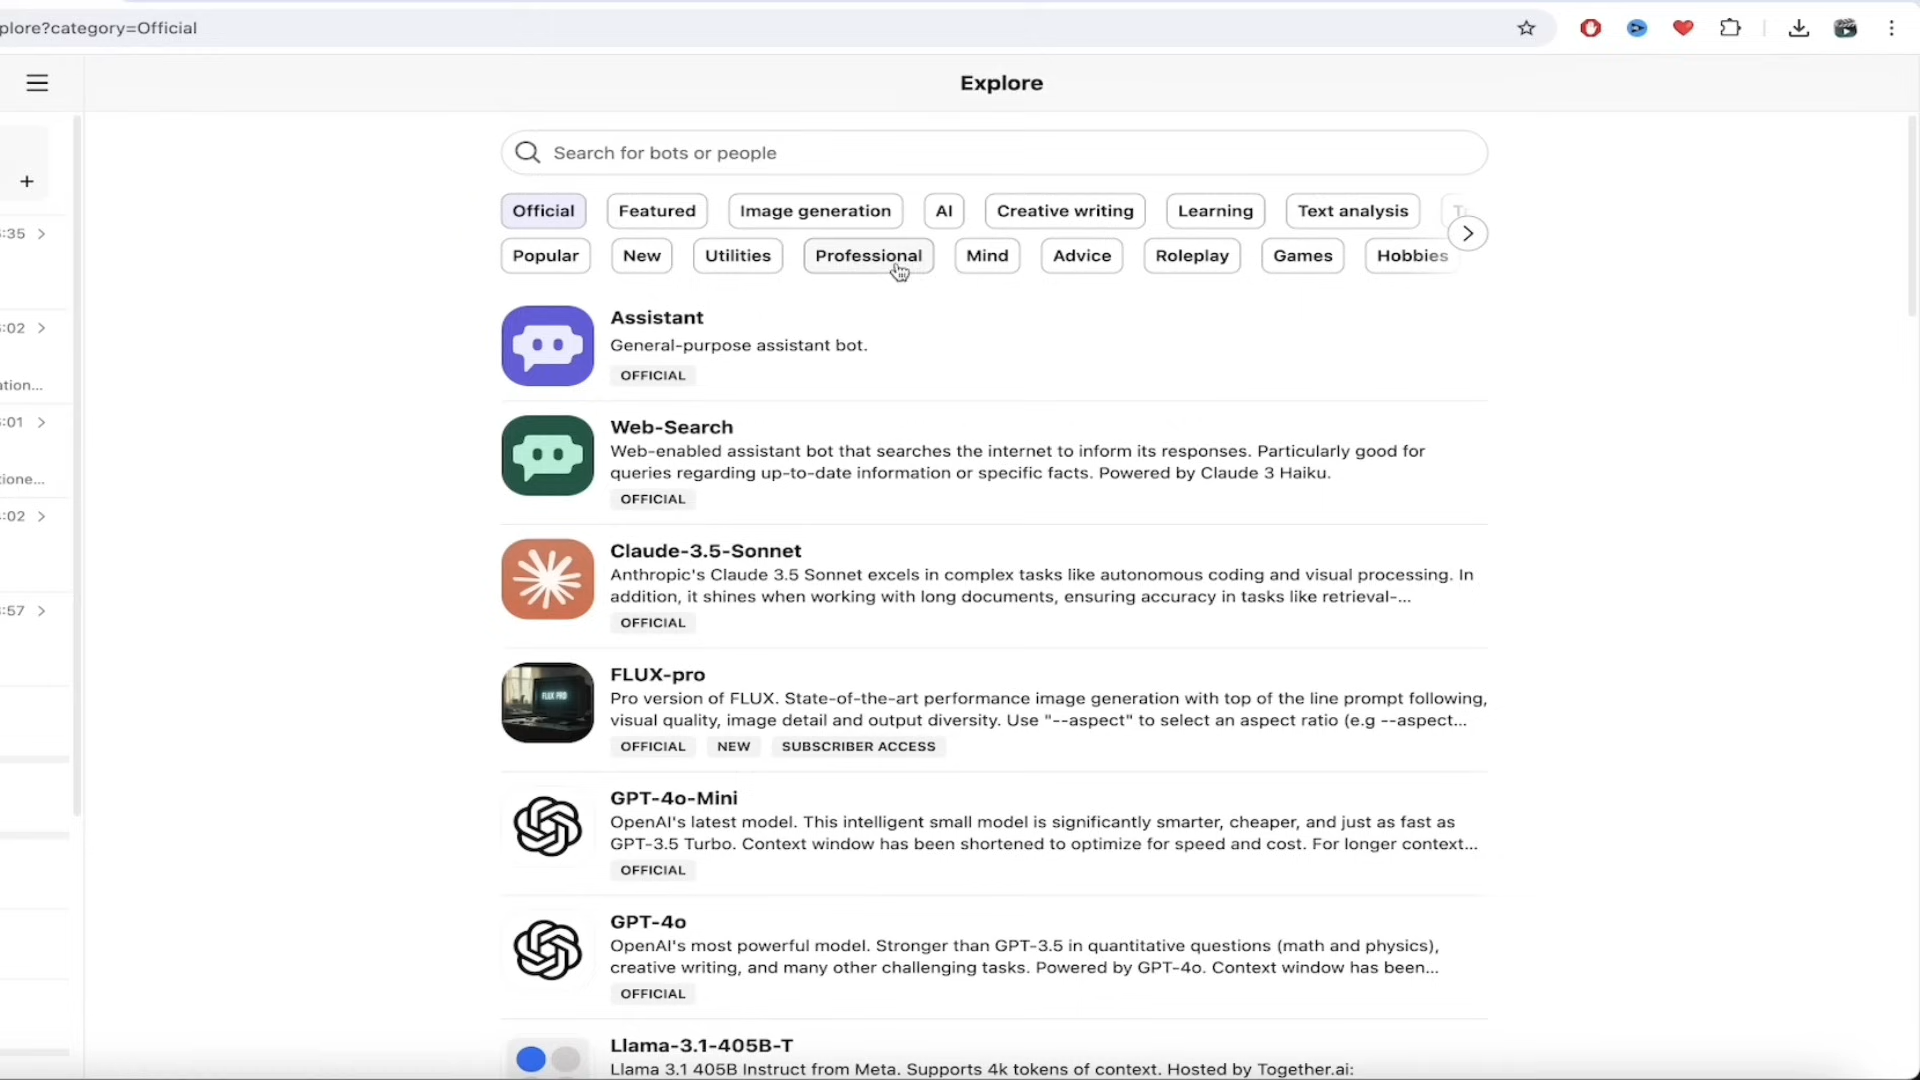 plore?category=Official
Explore
+
Search for bots or people
Official Featured Image generation AI Creative writing Learning Text analysis
Popular New Utilities Professional Mind Advice Roleplay Games Hobbies
:35
:02
ation...
:01
tione...
:02
:57
Assistant
General-purpose assistant bot.
OFFICIAL
Web-Search
Web-enabled assistant bot that searches the internet to inform its responses. Particularly good for
queries regarding up-to-date information or specific facts. Powered by Claude 3 Haiku.
OFFICIAL
Claude-3.5-Sonnet
Anthropic's Claude 3.5 Sonnet excels in complex tasks like autonomous coding and visual processing. In
addition, it shines when working with long documents, ensuring accuracy in tasks like retrieval-...
OFFICIAL
FLUX PRO
FLUX-pro
Pro version of FLUX. State-of-the-art performance image generation with top of the line prompt following,
visual quality, image detail and output diversity. Use "--aspect" to select an aspect ratio (e.g --aspect...
OFFICIAL NEW SUBSCRIBER ACCESS
GPT-4o-Mini
OpenAI's latest model. This intelligent small model is significantly smarter, cheaper, and just as fast as
GPT-3.5 Turbo. Context window has been shortened to optimize for speed and cost. For longer context...
OFFICIAL
GPT-4o
OpenAI's most powerful model. Stronger than GPT-3.5 in quantitative questions (math and physics),
creative writing, and many other challenging tasks. Powered by GPT-4o. Context window has been...
OFFICIAL
Llama-3.1-405B-T
Llama 3.1 405B Instruct from Meta. Supports 4k tokens of context. Hosted by Together.ai: